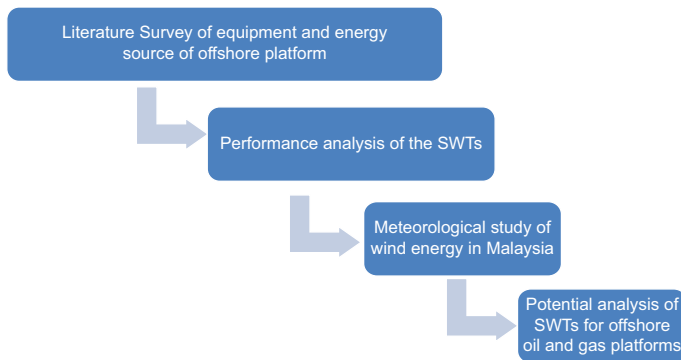 Literature Survey of equipment and energy
source of offshore platform
Performance analysis of the SWTs
Meteorological study of
wind energy in Malaysia
Potential analysis of
SWTs for offshore
oil and gas platforms